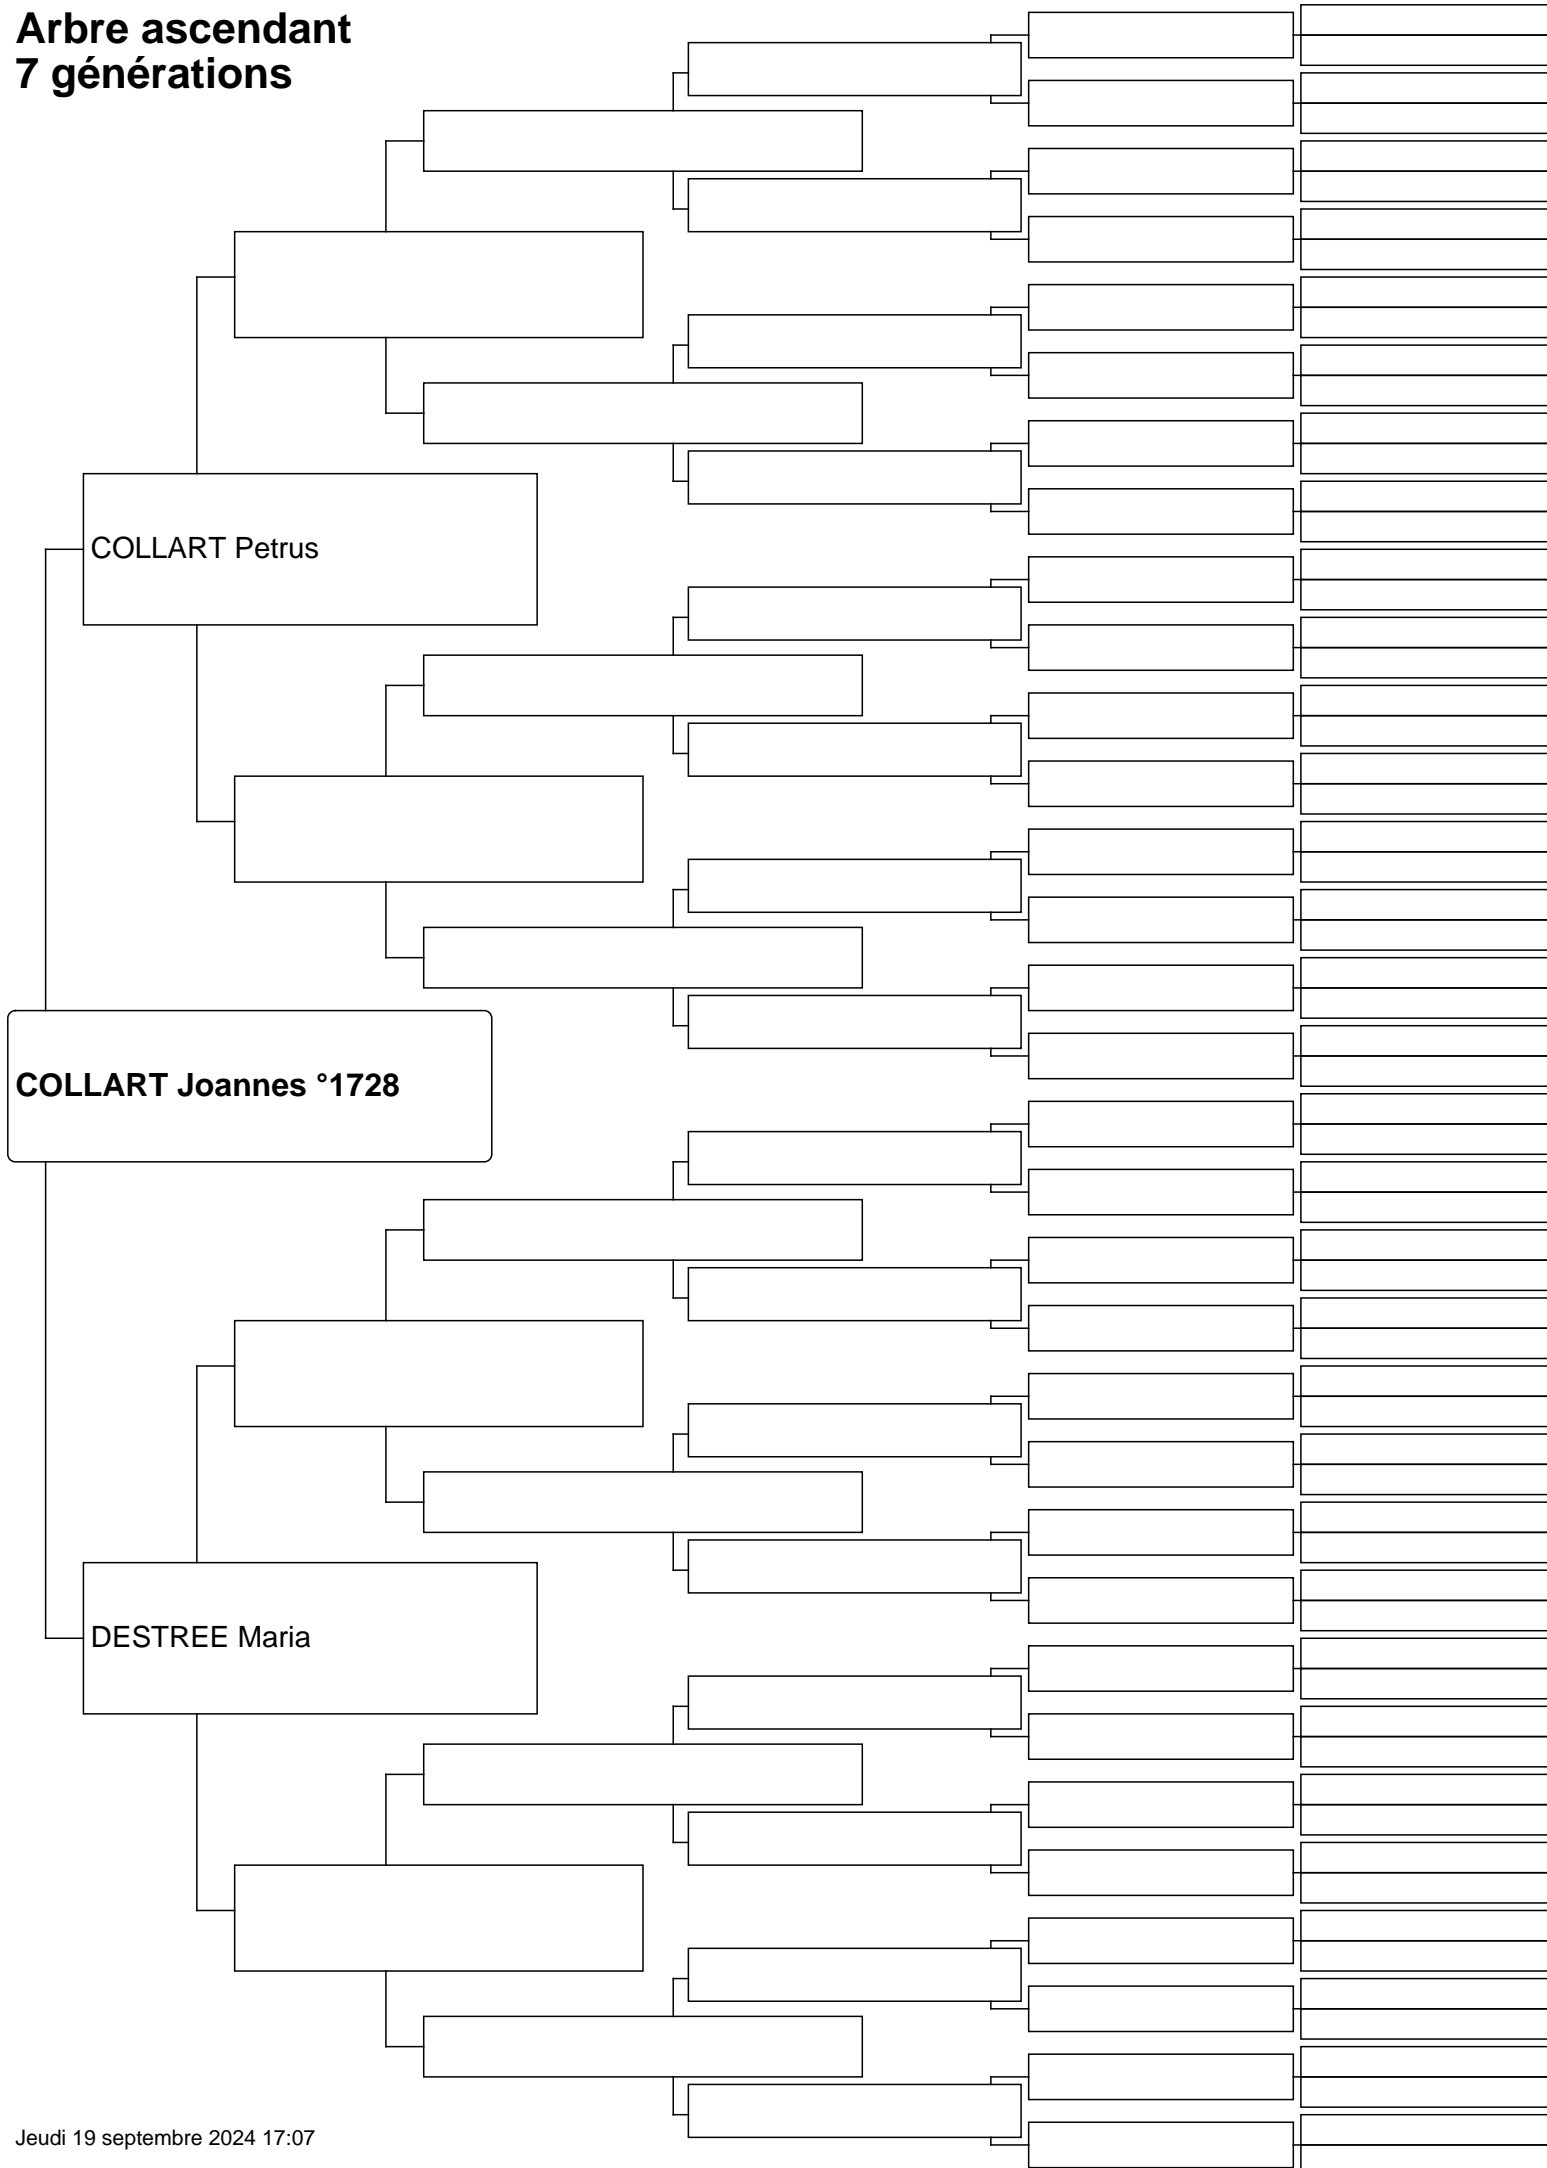 Arbre ascendant
7 générations
COLLART Petrus
COLLART Joannes °1728
DESTREE Maria
Jeudi 19 septembre 2024 17:07